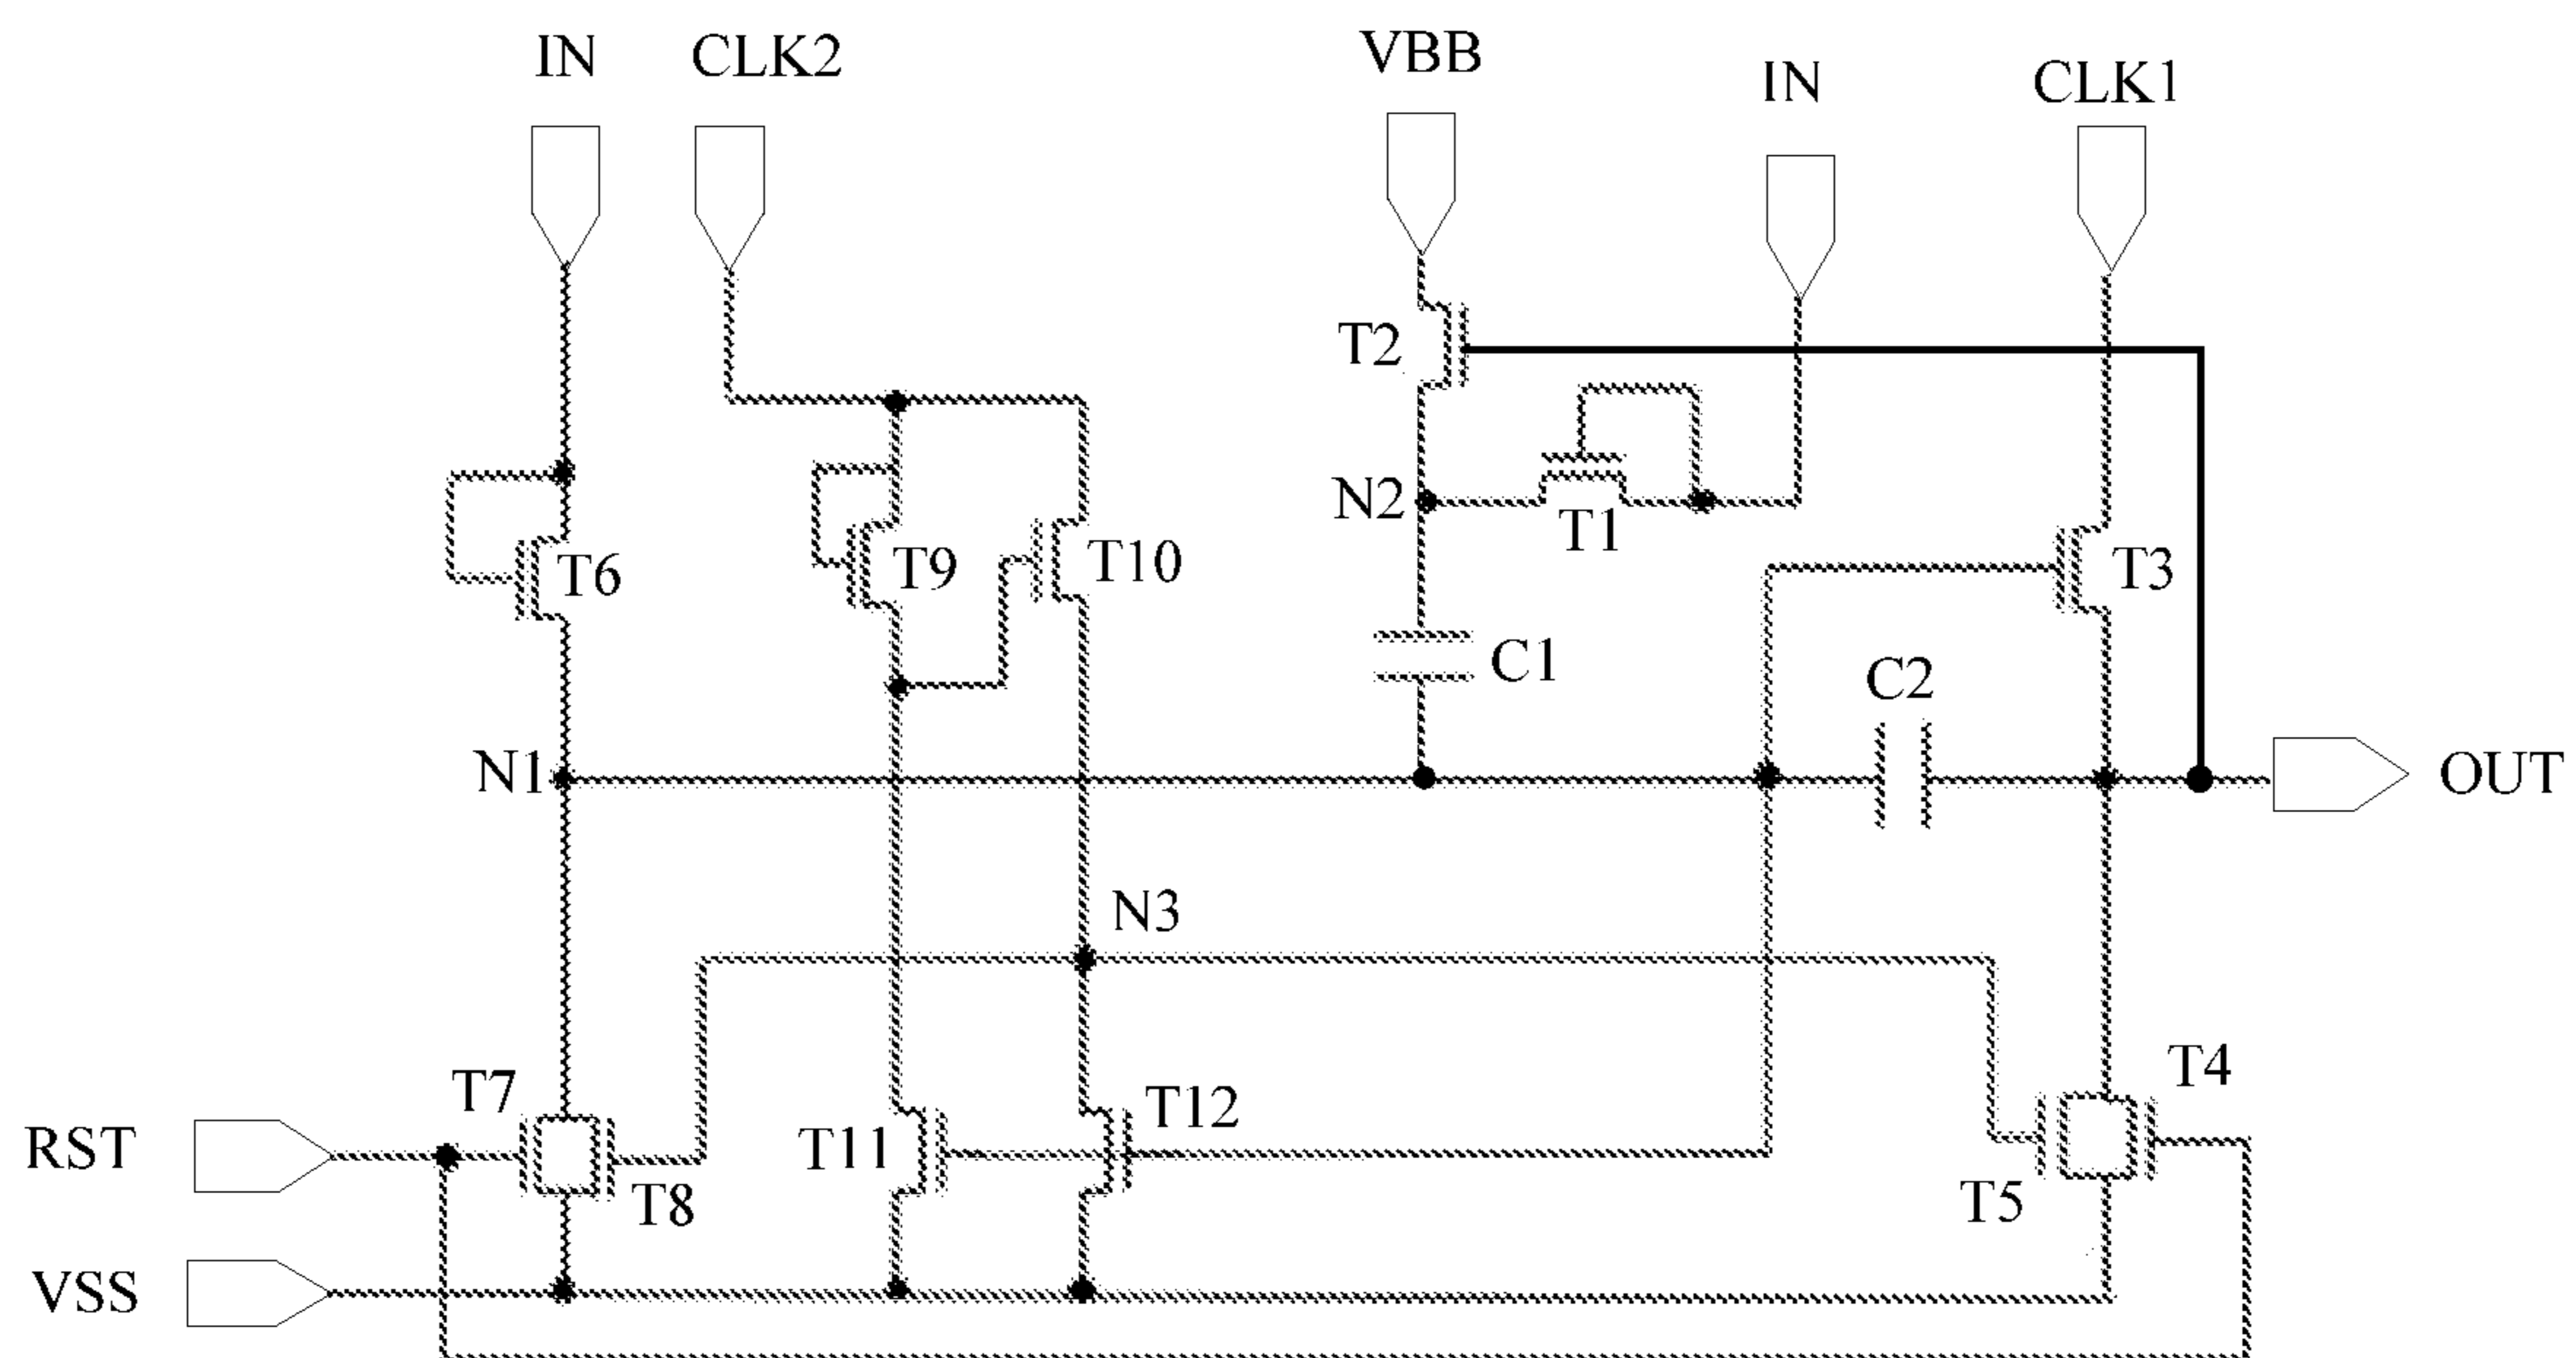 IN CLK2 VBB IN CLK1
T2
N2
T1
T6 T9 T10 T3
C1 C2
N1 OUT
N3
T7 T12 T4
RST T11
T8 T5
VSS